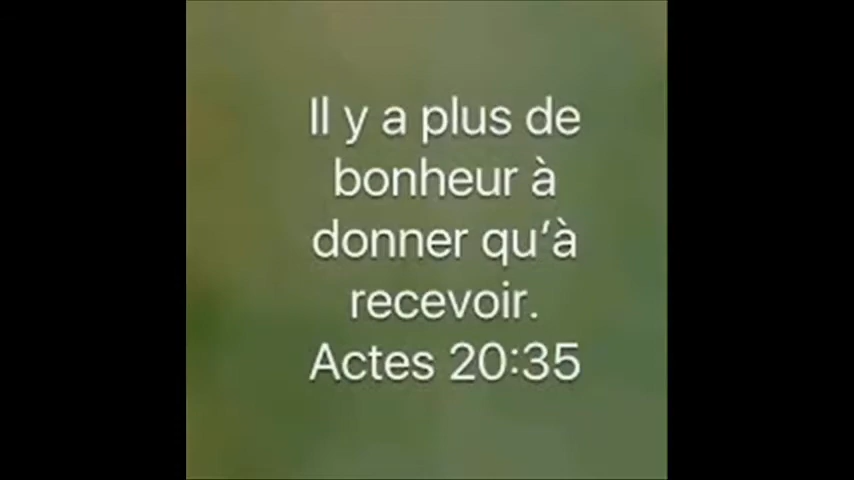 Il y a plus de
bonheur à
donner qu'à
recevoir.
Actes 20:35